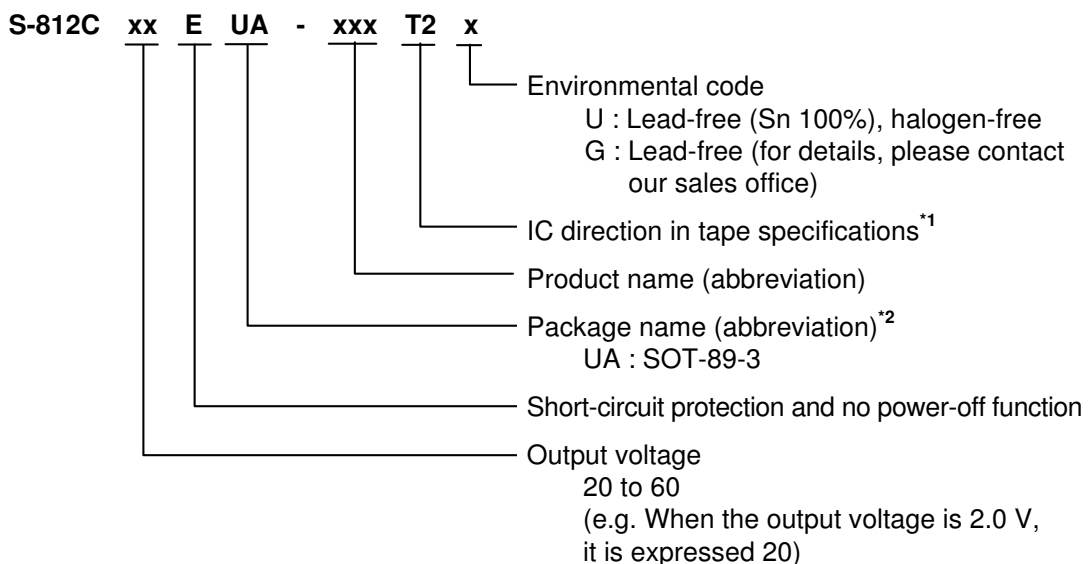 S-812C xx E UA - xxx T2 x
Environmental code
U : Lead-free (Sn 100%), halogen-free
G : Lead-free (for details, please contact
our sales office)
IC direction in tape specifications*1
Product name (abbreviation)
Package name (abbreviation)*2
UA : SOT-89-3
Short-circuit protection and no power-off function
Output voltage
20 to 60
(e.g. When the output voltage is 2.0 V,
it is expressed 20)